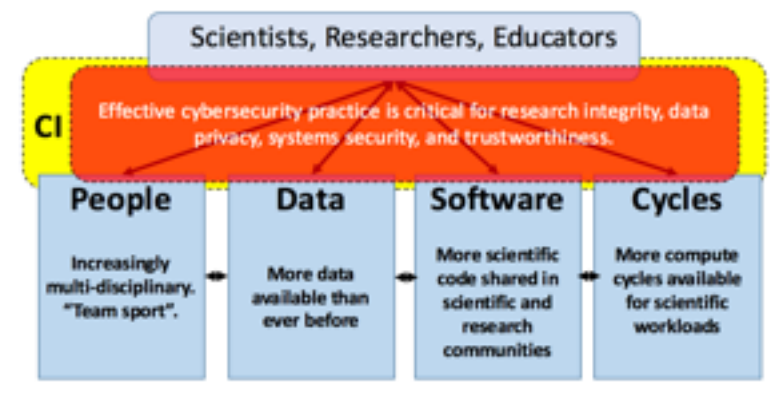 Scientists, Researchers, Educators
CI
Effective cybersecurity practice is critical for research integrity, data
privacy, systems security, and trustworthiness.
People
Increasingly
multi-disciplinary.
"Team sport".
Data
More data
available than
ever before
Software
More scientific
code shared in
scientific and
research
communities
Cycles
More compute
cycles available
for scientific
workloads